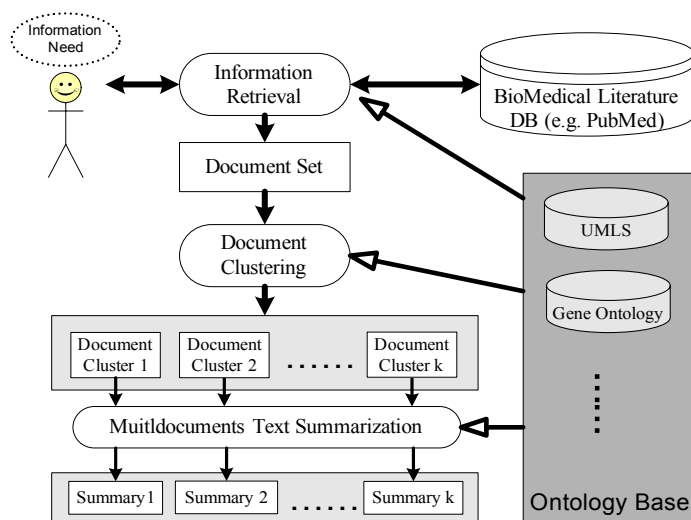 Information
Need
Information
Retrieval
BioMedical Literature
DB (e.g. PubMed)
Document Set
UMLS
Document
Clustering
Gene Ontology
Document
Cluster 1
Document
Cluster 2
......
Document
Cluster k
Muitldocuments Text Summarization
Summary 1
Summary 2
......
Summary k
Ontology Base